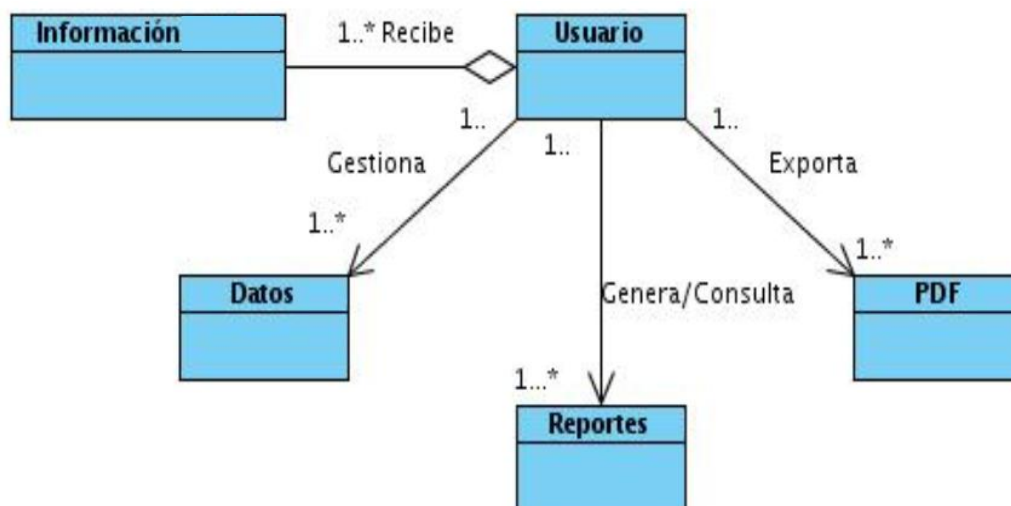 Información
1..* Recibe
Usuario
1..
1..
1..
Gestiona
Exporta
1..*
1..*
Datos
Genera/Consulta
PDF
1...*
Reportes